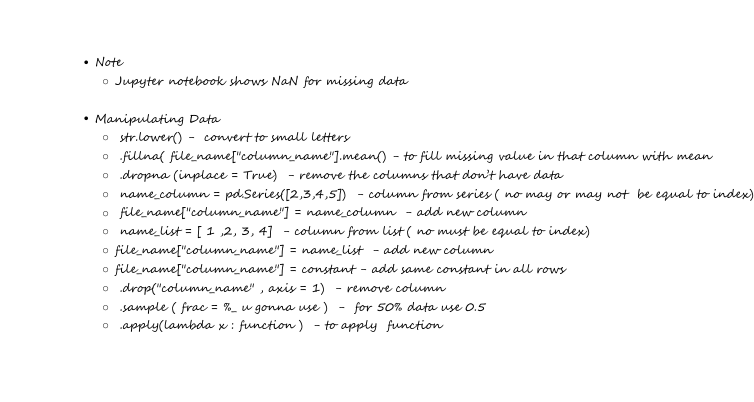 • Note
○ Jupyter notebook shows NaN for missing data
• Manipulating Data
○ str.lower() - convert to small letters
○ .fillna( file_name["column_name"].mean() - to fill missing value in that column with mean
○ .dropna (inplace = True) - remove the columns that don't have data
○ name_column = pd.Series([2,3,4,5]) - column from series ( no may or may not be equal to index)
○ file_name["column_name"] = name_column - add new column
○ name_list = [ 1 ,2, 3, 4] - column from list ( no must be equal to index)
○ file_name["column_name"] = name_list - add new column
○ file_name["column_name"] = constant - add same constant in all rows
○ .drop("column_name" , axis = 1) - remove column
○ .sample ( frac = %_ u gonna use ) - for 50% data use 0.5
○ .apply(lambda x : function ) - to apply function